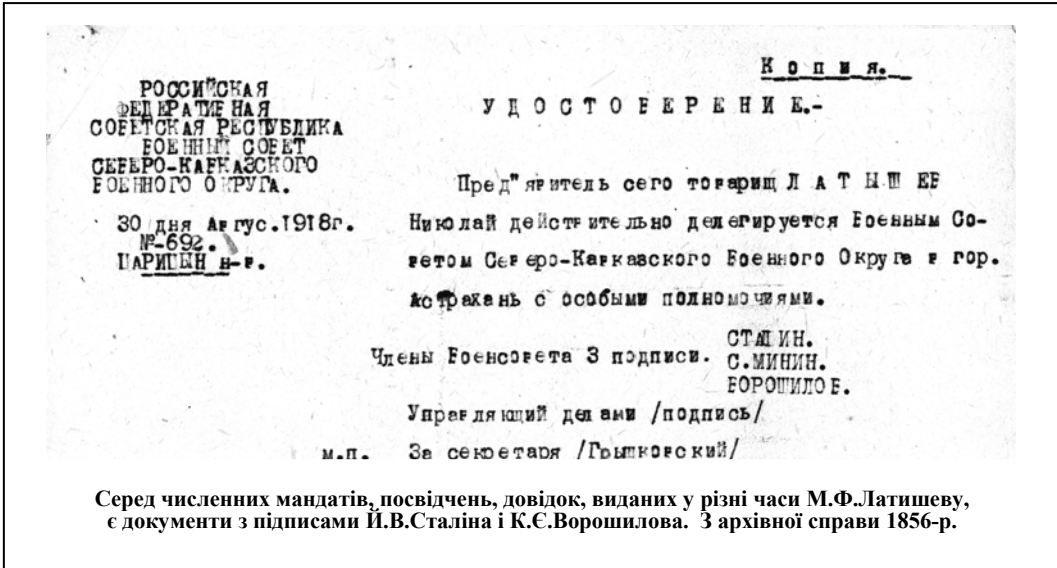 Копия.
РОССИЙСКАЯ
ФЕДЕРАТИВНАЯ
СОВЕТСКАЯ РЕСПУБЛИКА
ВОЕННЫЙ СОВЕТ
СЕВЕРО-КАВКАЗСКОГО
ВОЕННОГО ОКРУГА.
30 дня Август.1918г.
№-692.
ЦАРИЦЫН н-в.
УДОСТОВЕРЕНИЕ.-
Пред"явитель сего товарищ ЛАТЫШЕВ
Николай действительно делегируется Военным Со-
ветом Северо-Кавказского Военного Округа в гор.
Астрахань с особыми полномочиями.
Члены Военсовета 3 подписи.
СТАЛИН.
С.МИНИН.
ВОРОШИЛОВ.
Управляющий делами /подпись/
м.п. За секретаря /Грышковский/
Серед численних мандатів, посвідчень, довідок, виданих у різні часи М.Ф.Латишеву,
є документи з підписами Й.В.Сталіна і К.Є.Ворошилова. З архівної справи 1856-р.